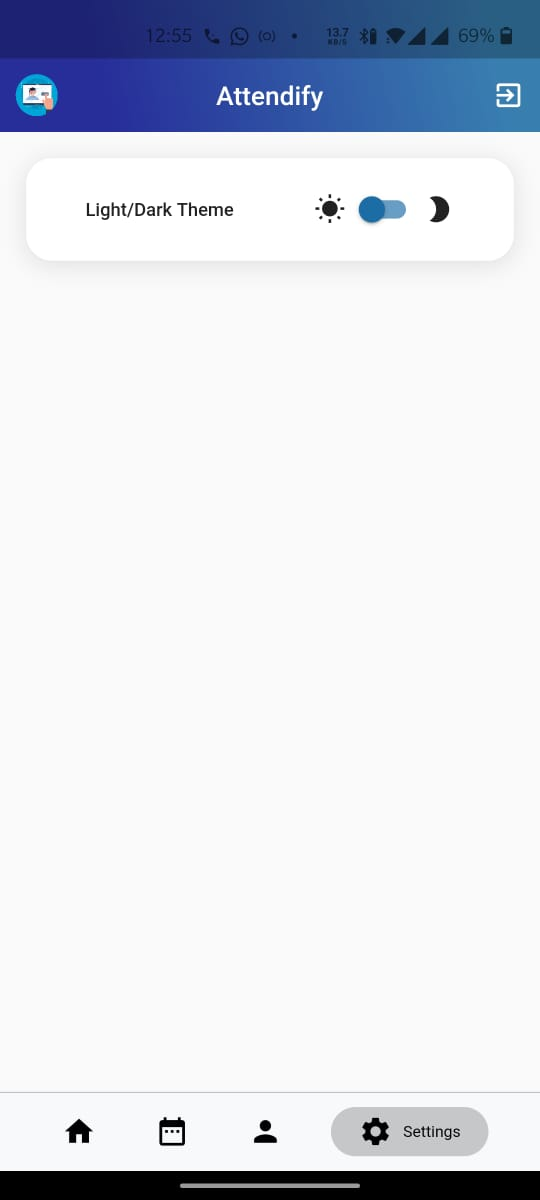 12:55 13.7 KB/S 69%
Attendify
Light/Dark Theme
Settings